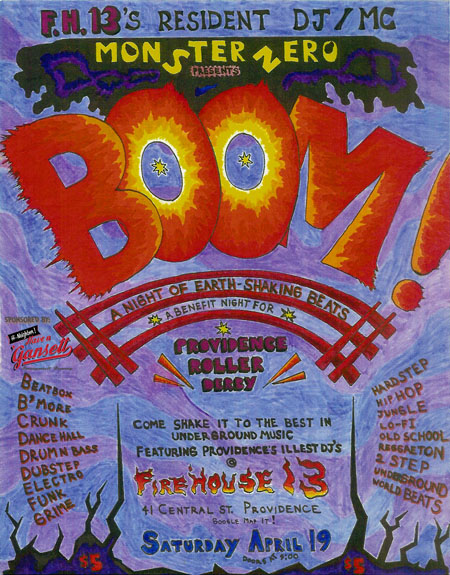 F.H. 13's RESIDENT DJ/MC
MONSTER ZERO
PRESENTS
BOOM!
A NIGHT OF EARTH-SHAKING BEATS
A BENEFIT NIGHT FOR
PROVIDENCE
ROLLER
DERBY
SPONSORED BY:
Hi, Neighbor!
Have a
Gansett
BEATBOX
B'MORE
CRUNK
DANCE HALL
DRUM N' BASS
DUBSTEP
ELECTRO
FUNK
GRIME
COME SHAKE IT TO THE BEST IN
UNDERGROUND MUSIC
FEATURING PROVIDENCE'S ILLEST DJ'S
@
FIREHOUSE 13
41 CENTRAL ST. PROVIDENCE
GOOGLE MAP IT!
SATURDAY APRIL 19
DOORS AT 9:00
HARDSTEP
HIP HOP
JUNGLE
LO-FI
OLD SCHOOL
REGGAETON
2 STEP
UNDERGROUND
WORLD BEATS
$5
$5